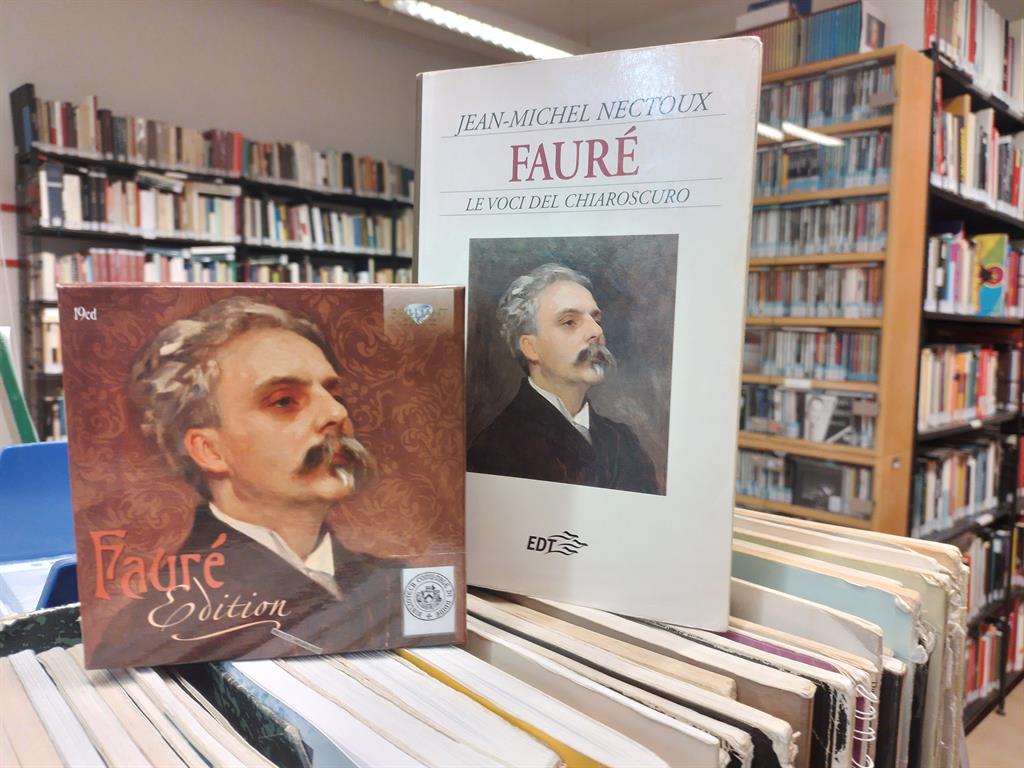 19cd
Fauré
Edition
JEAN-MICHEL NECTOUX
FAURÉ
LE VOCI DEL CHIAROSCURO
EDT